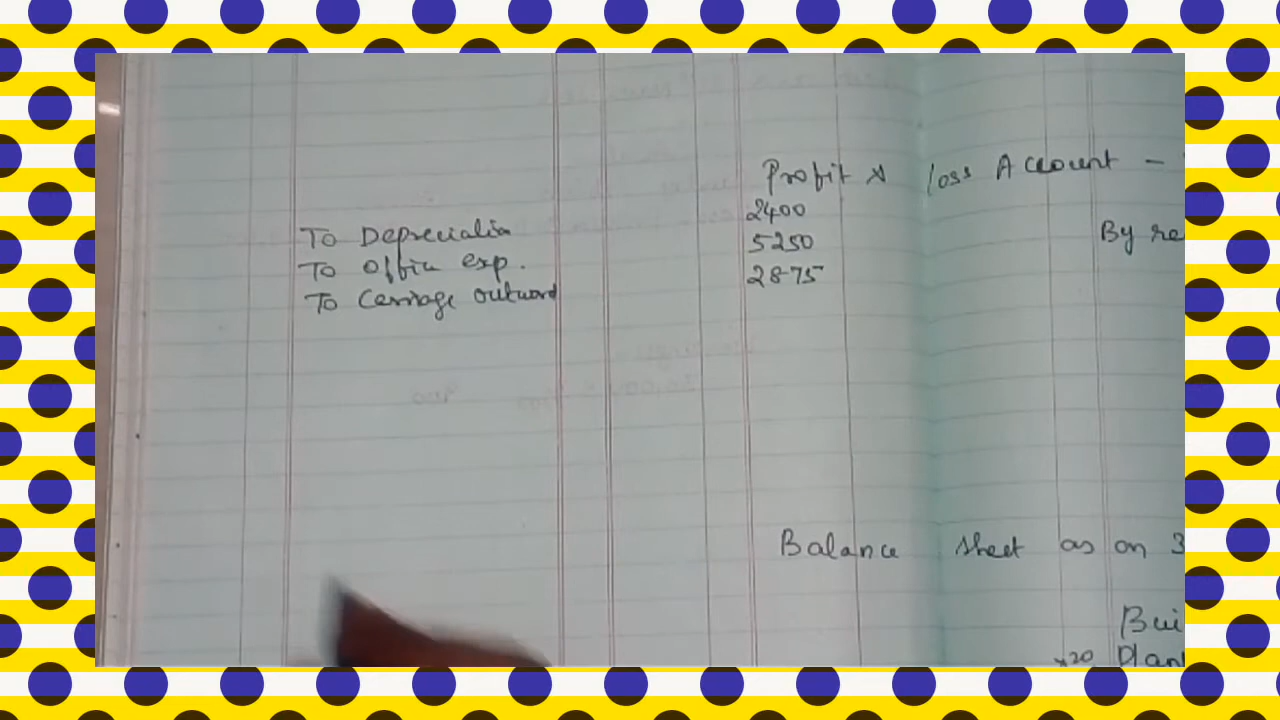 Profit & loss Account -
To Depreciation 2400
To Office exp. 5250 By re
To Carriage outward 2875
Balance sheet as on 3
Bui
Plan